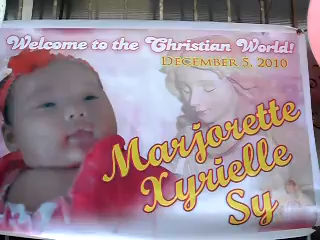 Welcome to the Christian World!
DECEMBER 5, 2010
Marjorette
Xyrielle
Sy